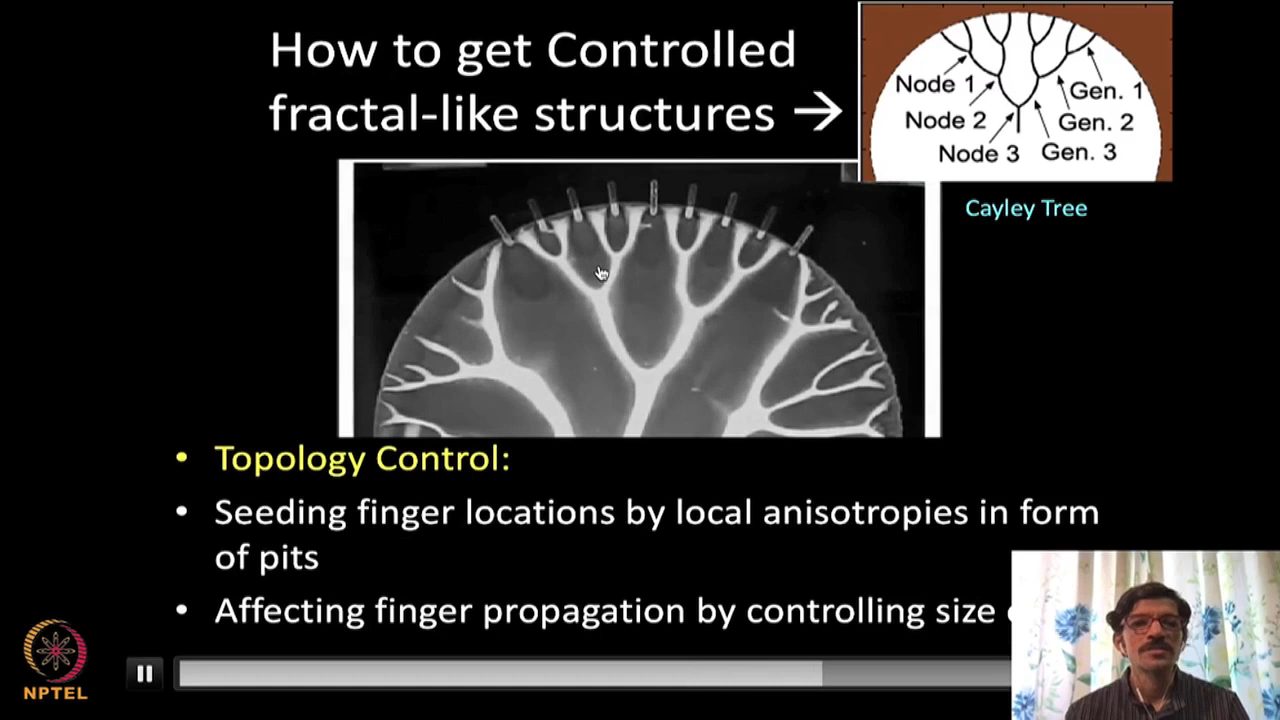 How to get Controlled
fractal-like structures →
Node 1
Gen. 1
Node 2
Gen. 2
Node 3
Gen. 3
Cayley Tree
• Topology Control:
• Seeding finger locations by local anisotropies in form
of pits
• Affecting finger propagation by controlling size
NPTEL